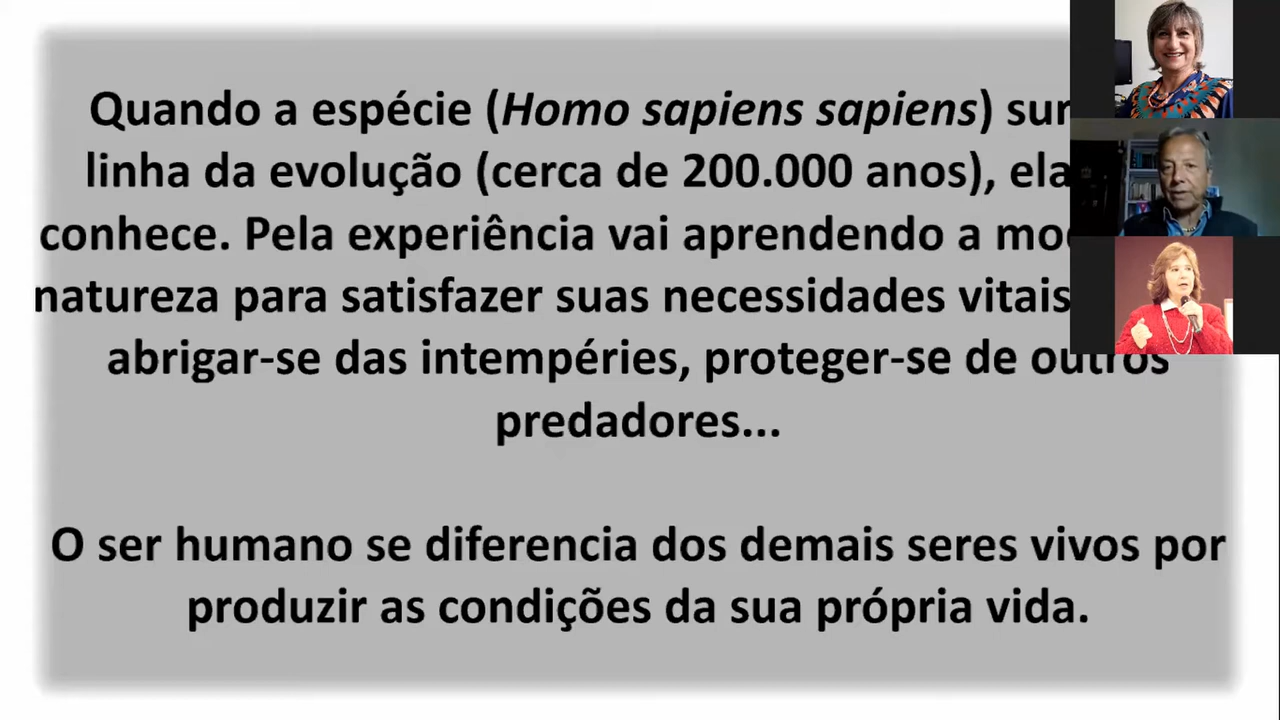 Quando a espécie (Homo sapiens sapiens)
linha da evolução (cerca de 200.000 anos), ela
conhece. Pela experiência vai aprendendo a
natureza para satisfazer suas necessidades vitais
abrigar-se das intempéries, proteger-se de outros
predadores...
O ser humano se diferencia dos demais seres vivos por
produzir as condições da sua própria vida.